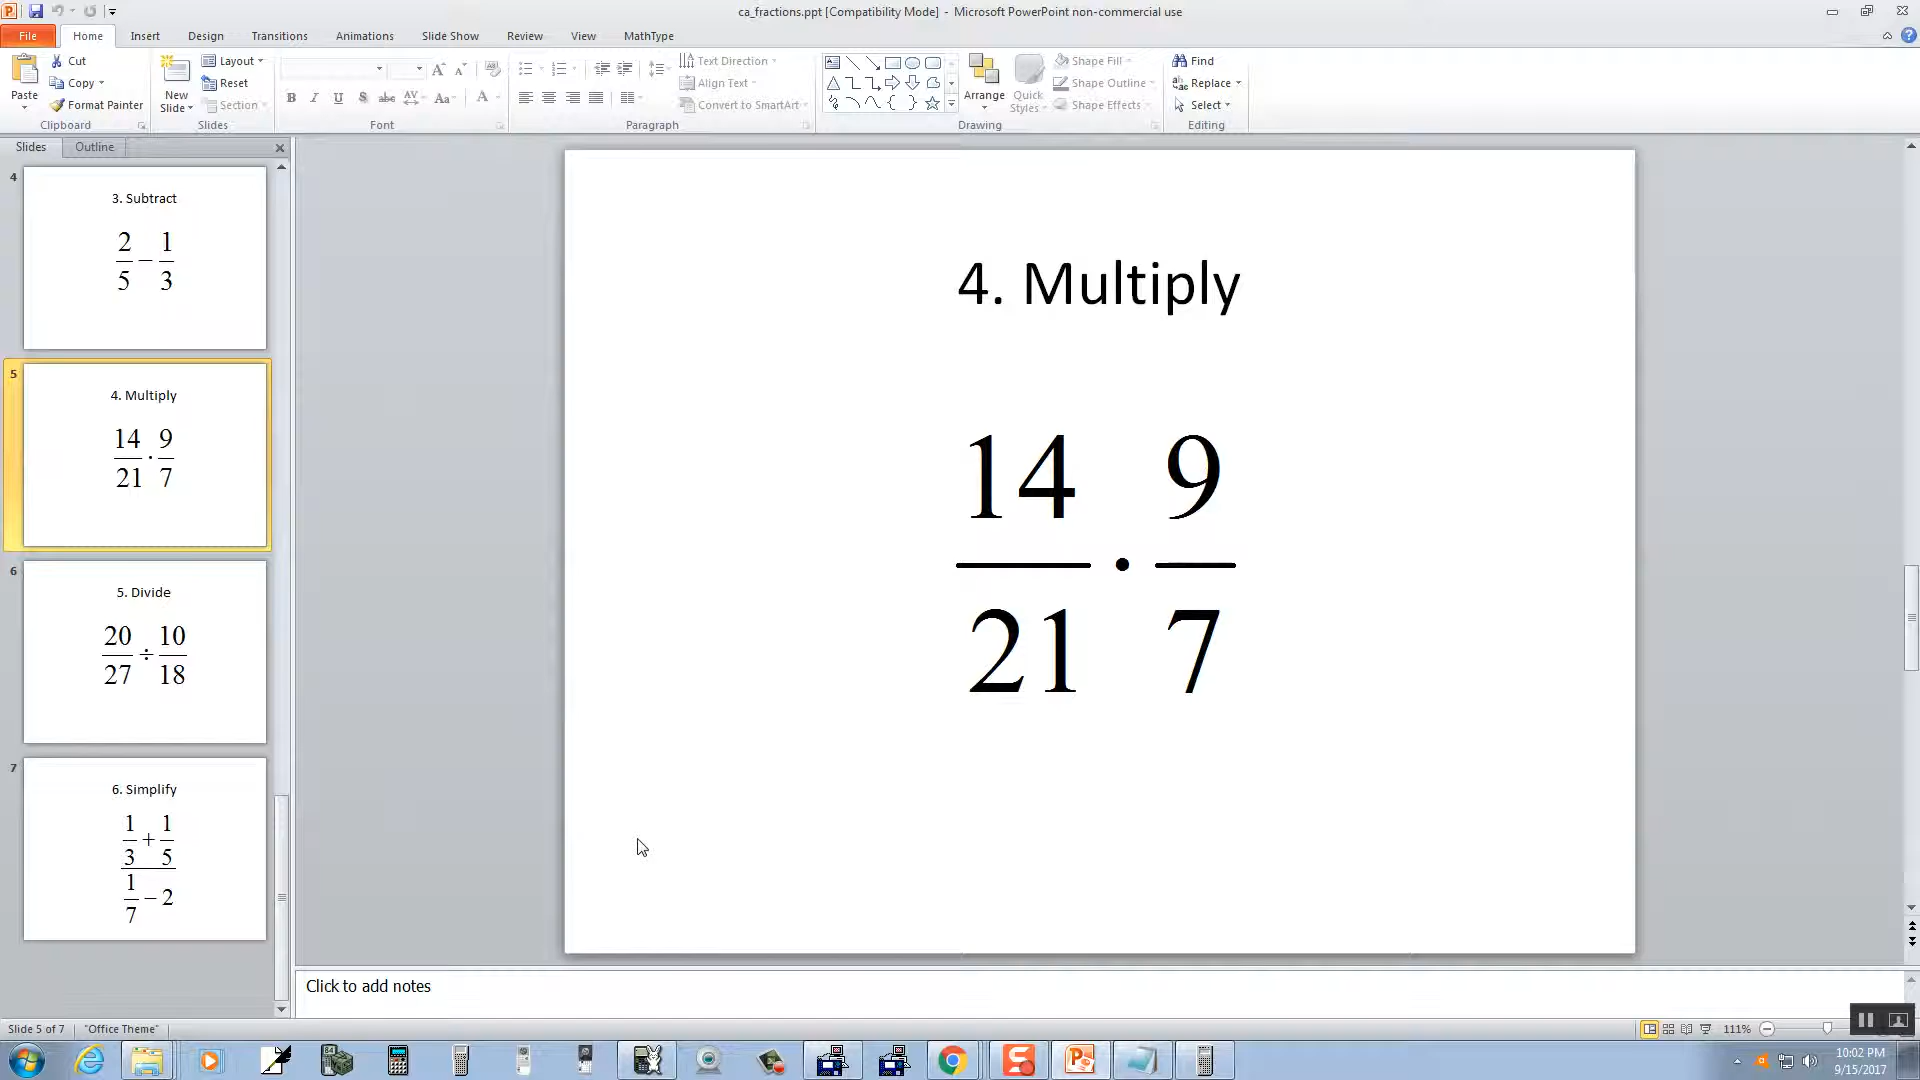 ca_fractions.ppt [Compatibility Mode] - Microsoft PowerPoint non-commercial use
File Home Insert Design Transitions Animations Slide Show Review View MathType
Paste
Cut
Copy
Format Painter
Clipboard
New
Slide
Layout
Reset
Section
Slides
B I U S abc AV Aa A
Font
Text Direction
Align Text
Convert to SmartArt
Paragraph
Arrange
Quick
Styles
Shape Fill
Shape Outline
Shape Effects
Drawing
Find
Replace
Select
Editing
Slides Outline
4
3. Subtract
2/5 − 1/3
5
4. Multiply
14/21 · 9/7
6
5. Divide
20/27 ÷ 10/18
7
6. Simplify
1/3 + 1/5
1/7 − 2
4. Multiply
14 9
·
21 7
Click to add notes
Slide 5 of 7 "Office Theme" 111%
10:02 PM
9/15/2017